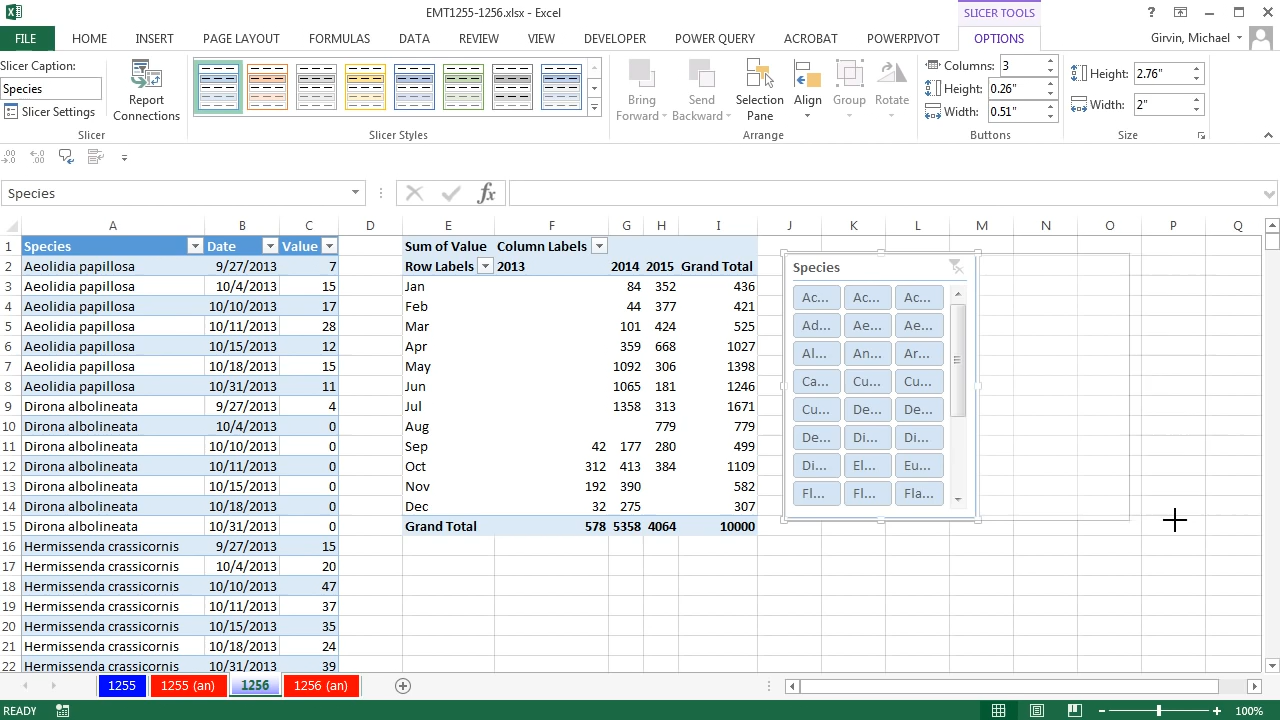 EMT1255-1256.xlsx - Excel
SLICER TOOLS
?
FILE HOME INSERT PAGE LAYOUT FORMULAS DATA REVIEW VIEW DEVELOPER POWER QUERY ACROBAT POWERPIVOT OPTIONS Girvin, Michael
Slicer Caption:
Species
Slicer Settings
Report Connections
Bring Forward
Send Backward
Selection Pane
Align
Group
Rotate
Columns: 3
Height: 0.26"
Width: 0.51"
Height: 2.76"
Width: 2"
Slicer Slicer Styles Arrange Buttons Size
Species fx
A B C D E F G H I J K L M N O P Q
1 Species Date Value Sum of Value Column Labels
2 Aeolidia papillosa 9/27/2013 7 Row Labels 2013 2014 2015 Grand Total
3 Aeolidia papillosa 10/4/2013 15 Jan 84 352 436
4 Aeolidia papillosa 10/10/2013 17 Feb 44 377 421
5 Aeolidia papillosa 10/11/2013 28 Mar 101 424 525
6 Aeolidia papillosa 10/15/2013 12 Apr 359 668 1027
7 Aeolidia papillosa 10/18/2013 15 May 1092 306 1398
8 Aeolidia papillosa 10/31/2013 11 Jun 1065 181 1246
9 Dirona albolineata 9/27/2013 4 Jul 1358 313 1671
10 Dirona albolineata 10/4/2013 0 Aug 779 779
11 Dirona albolineata 10/10/2013 0 Sep 42 177 280 499
12 Dirona albolineata 10/11/2013 0 Oct 312 413 384 1109
13 Dirona albolineata 10/15/2013 0 Nov 192 390 582
14 Dirona albolineata 10/18/2013 0 Dec 32 275 307
15 Dirona albolineata 10/31/2013 0 Grand Total 578 5358 4064 10000
16 Hermissenda crassicornis 9/27/2013 15
17 Hermissenda crassicornis 10/4/2013 20
18 Hermissenda crassicornis 10/10/2013 47
19 Hermissenda crassicornis 10/11/2013 37
20 Hermissenda crassicornis 10/15/2013 35
21 Hermissenda crassicornis 10/18/2013 24
22 Hermissenda crassicornis 10/31/2013 39
Species
Ac... Ac... Ac...
Ad... Ae... Ae...
Al... An... Ar...
Ca... Cu... Cu...
Cu... De... De...
De... Di... Di...
Di... El... Eu...
Fl... Fl... Fla...
1255 1255 (an) 1256 1256 (an)
READY 100%